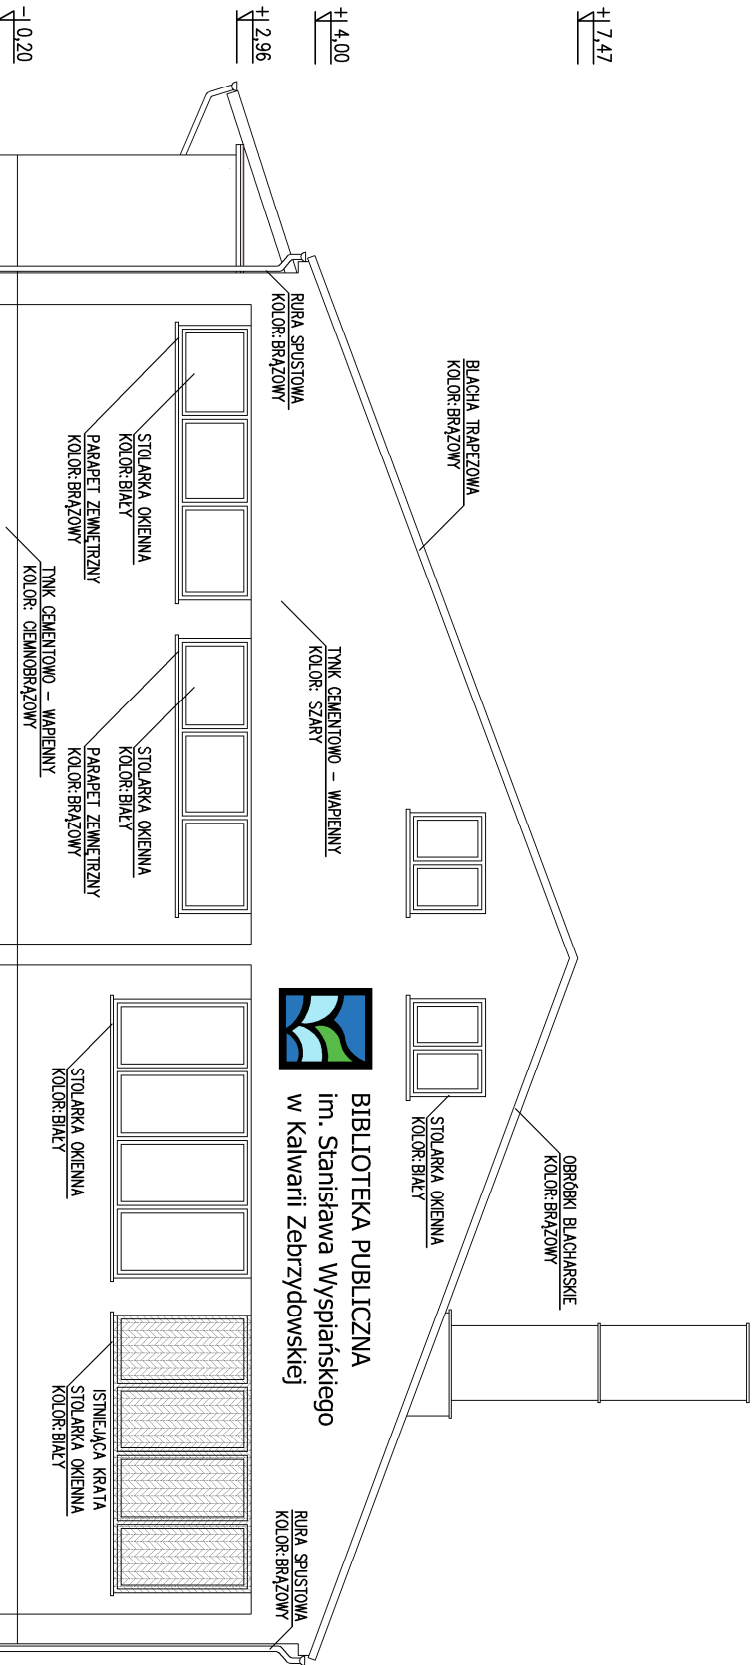 +7,47
+4,00
+2,96
-0,20
BLACHA TRAPEZOWA
KOLOR:BRĄZOWY
OBRÓBKI BLACHARSKIE
KOLOR:BRĄZOWY
STOLARKA OKIENNA
KOLOR:BIAŁY
RURA SPUSTOWA
KOLOR:BRĄZOWY
TYNK CEMENTOWO – WAPIENNY
KOLOR: SZARY
BIBLIOTEKA PUBLICZNA
im. Stanisława Wyspiańskiego
w Kalwarii Zebrzydowskiej
RURA SPUSTOWA
KOLOR:BRĄZOWY
STOLARKA OKIENNA
KOLOR:BIAŁY
PARAPET ZEWNĘTRZNY
KOLOR:BRĄZOWY
STOLARKA OKIENNA
KOLOR:BIAŁY
PARAPET ZEWNĘTRZNY
KOLOR:BRĄZOWY
TYNK CEMENTOWO – WAPIENNY
KOLOR: CIEMNOBRĄZOWY
STOLARKA OKIENNA
KOLOR:BIAŁY
ISTNIEJĄCA KRATA
STOLARKA OKIENNA
KOLOR:BIAŁY